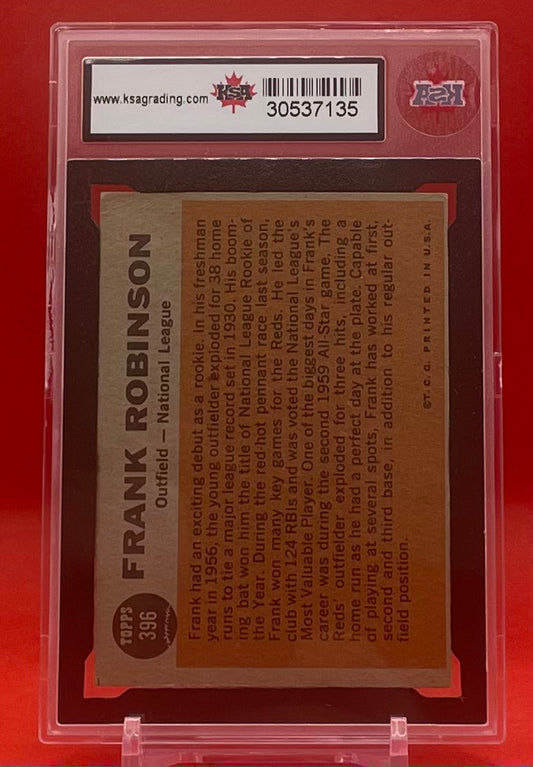 www.ksagrading.com
KSA
30537135
KSA
TOPPS
396
FRANK ROBINSON
Outfield — National League
Frank had an exciting debut as a rookie. In his freshman
year in 1956, the young outfielder exploded for 38 home
runs to tie a major league record set in 1930. His boom-
ing bat won him the title of National League Rookie of
the Year. During the red-hot pennant race last season,
Frank won many key games for the Reds. He led the
club with 124 RBIs and was voted the National League's
Most Valuable Player. One of the biggest days in Frank's
career was during the second 1959 All-Star game. The
Reds' outfielder exploded for three hits, including a
home run as he had a perfect day at the plate. Capable
of playing at several spots, Frank has worked at first,
second and third base, in addition to his regular out-
field position.
©T.C.G. PRINTED IN U.S.A.